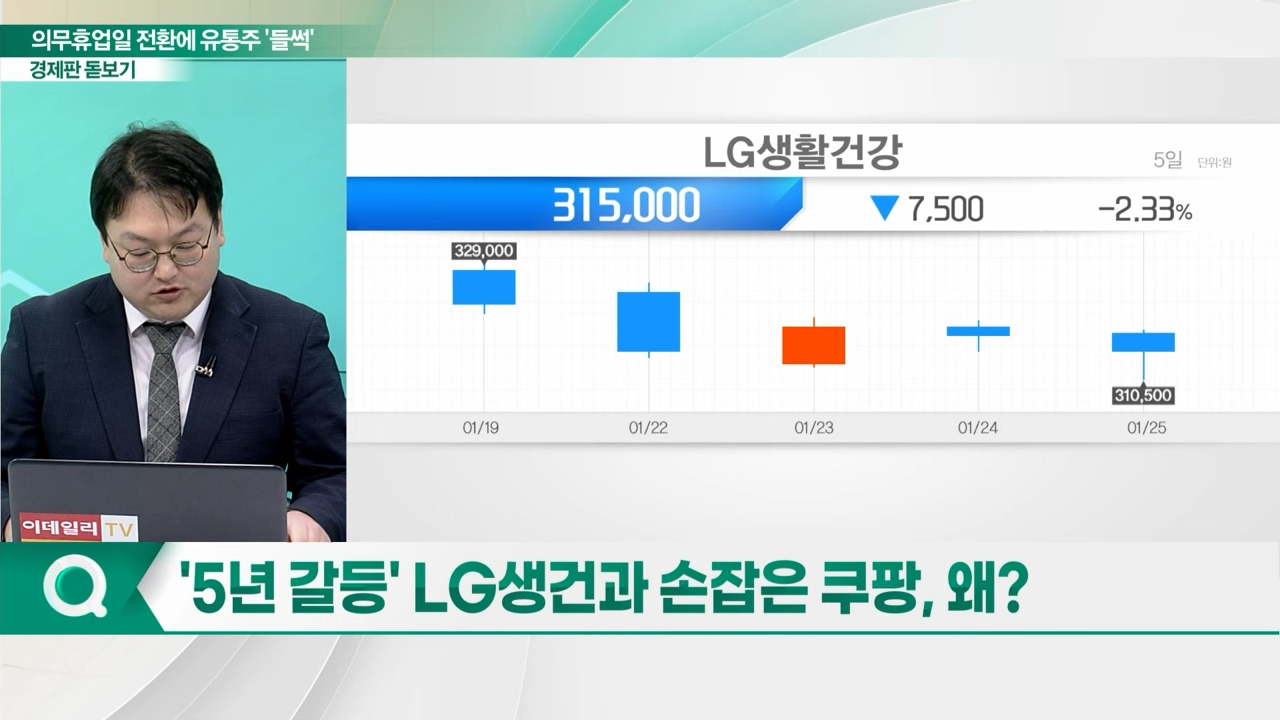 의무휴업일 전환에 유통주 '들썩'
경제판 돋보기
LG생활건강
5일 단위:원
315,000 ▼ 7,500 -2.33%
329,000
310,500
01/19 01/22 01/23 01/24 01/25
이데일리 TV
'5년 갈등' LG생건과 손잡은 쿠팡, 왜?